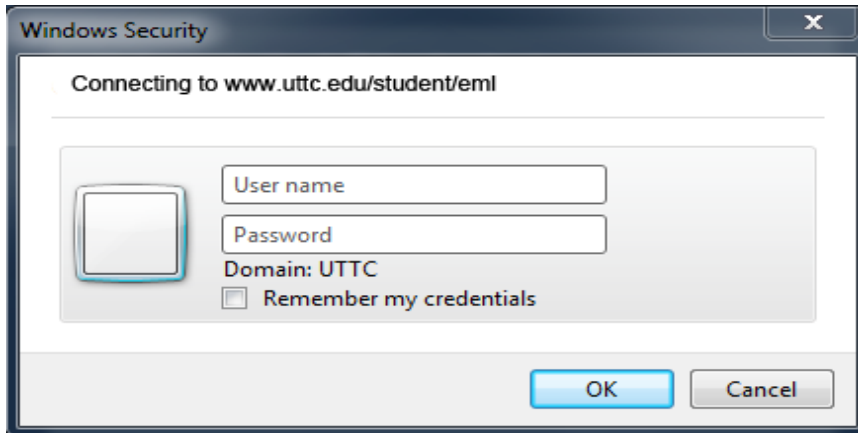 Windows Security
Connecting to www.uttc.edu/student/eml
User name
Password
Domain: UTTC
Remember my credentials
OK Cancel